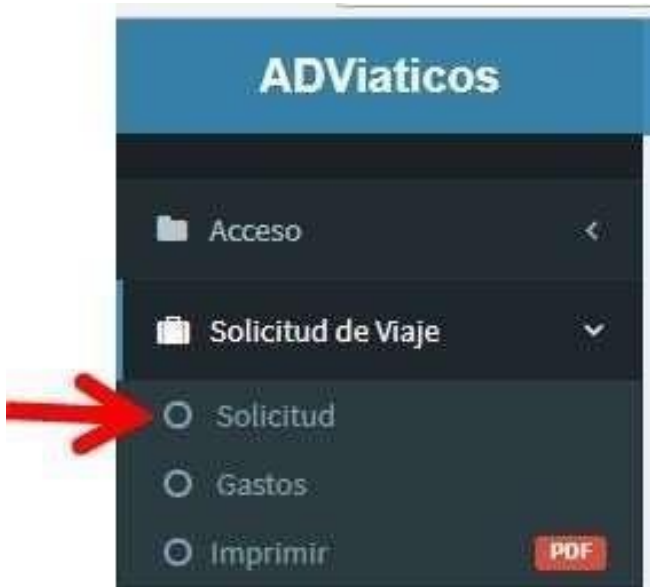 ADViaticos
Acceso
Solicitud de Viaje
Solicitud
Gastos
Imprimir PDF